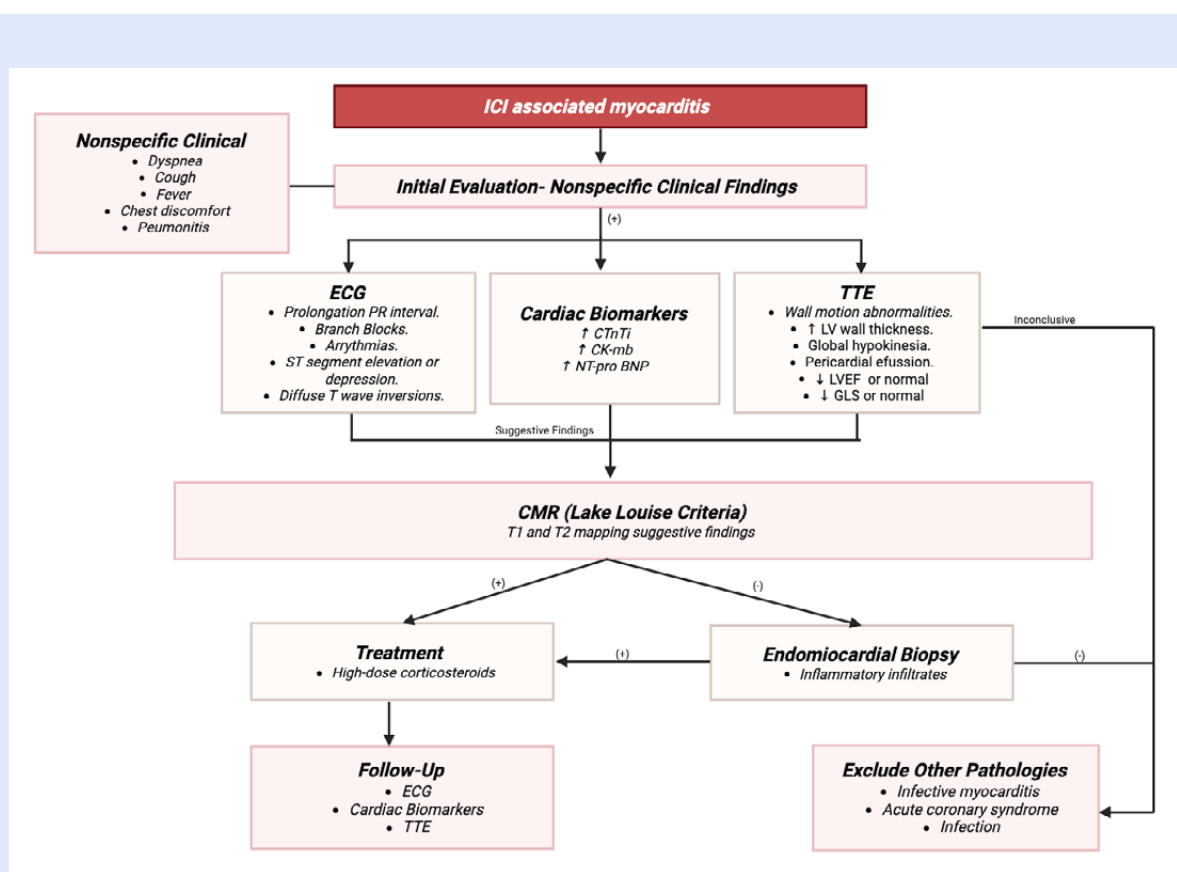 ICI associated myocarditis
Nonspecific Clinical
• Dyspnea
• Cough
• Fever
• Chest discomfort
• Peumonitis
Initial Evaluation- Nonspecific Clinical Findings
(+)
ECG
• Prolongation PR interval.
• Branch Blocks.
• Arrythmias.
• ST segment elevation or
depression.
• Diffuse T wave inversions.
Cardiac Biomarkers
↑ CTnTi
↑ CK-mb
↑ NT-pro BNP
TTE
• Wall motion abnormalities.
• ↑ LV wall thickness.
• Global hypokinesia.
• Pericardial efussion.
• ↓ LVEF or normal
• ↓ GLS or normal
Inconclusive
Suggestive Findings
CMR (Lake Louise Criteria)
T1 and T2 mapping suggestive findings
(+)
(-)
Treatment
• High-dose corticosteroids
(+)
Endomiocardial Biopsy
• Inflammatory infiltrates
(-)
Follow-Up
• ECG
• Cardiac Biomarkers
• TTE
Exclude Other Pathologies
• Infective myocarditis
• Acute coronary syndrome
• Infection